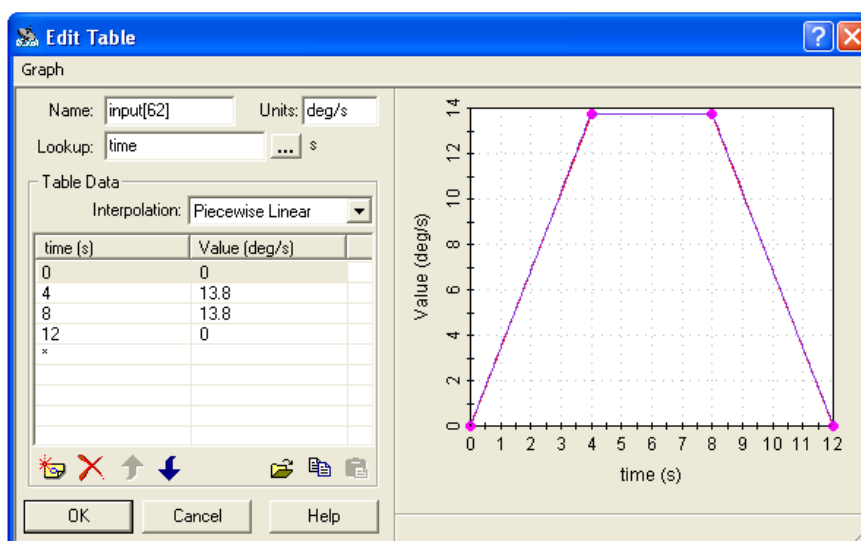 Edit Table
Graph
Name: input[62] Units: deg/s
Lookup: time ... s
Table Data
Interpolation: Piecewise Linear
time (s) Value (deg/s)
0 0
4 13.8
8 13.8
12 0
*
OK Cancel Help
Value (deg/s)
14
12
10
8
6
4
2
0
0 1 2 3 4 5 6 7 8 9 10 11 12
time (s)